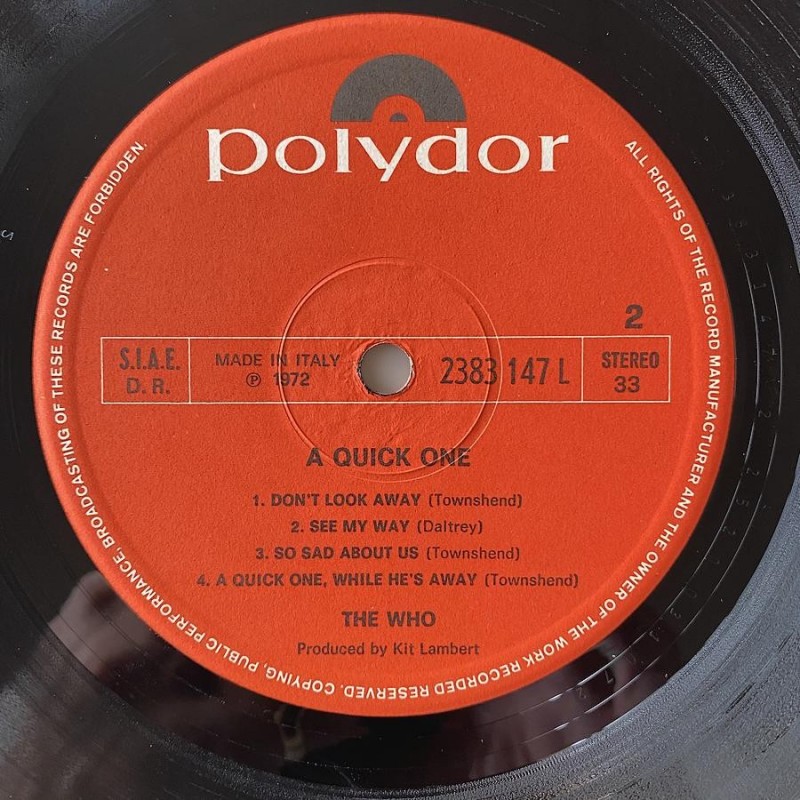 polydor
ALL RIGHTS OF THE RECORD MANUFACTURER AND THE OWNER OF THE WORK RECORDED RESERVED. COPYING, PUBLIC PERFORMANCE, BROADCASTING OF THESE RECORDS ARE FORBIDDEN.
2
S.I.A.E.
D. R.
MADE IN ITALY
℗ 1972
2383 147 L
STEREO
33
A QUICK ONE
1. DON'T LOOK AWAY (Townshend)
2. SEE MY WAY (Daltrey)
3. SO SAD ABOUT US (Townshend)
4. A QUICK ONE, WHILE HE'S AWAY (Townshend)
THE WHO
Produced by Kit Lambert